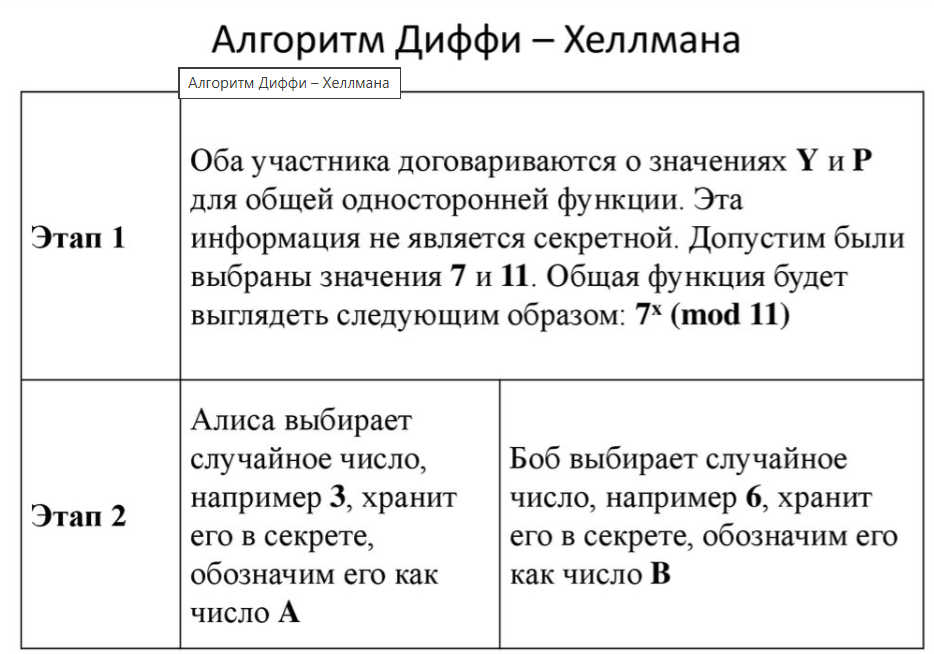 Алгоритм Диффи – Хеллмана
Алгоритм Диффи – Хеллмана
Оба участника договариваются о значениях Y и P
для общей односторонней функции. Эта
Этап 1
информация не является секретной. Допустим были
выбраны значения 7 и 11. Общая функция будет
выглядеть следующим образом: 7ˣ (mod 11)
Этап 2
Алиса выбирает
случайное число,
например 3, хранит
его в секрете,
обозначим его как
число A
Боб выбирает случайное
число, например 6, хранит
его в секрете, обозначим его
как число B